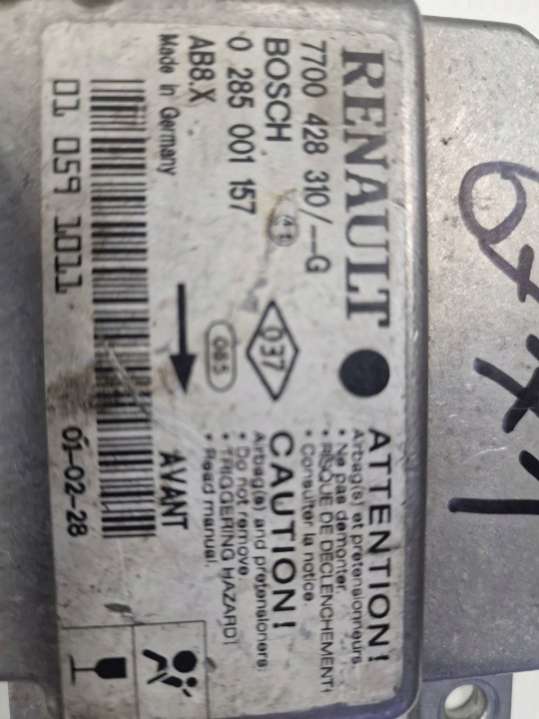 RENAULT
7700 428 310/--G
BOSCH
0 285 001 157
AB8.X
Made in Germany
01 059 1011
01-02-28
037
085
AVANT
ATTENTION!
Airbag(s) et pretensionneurs
• Ne pas demonter.
• RISQUE DE DECLENCHEMENT!
• Consulter la notice.
CAUTION!
Airbag(s) and pretensioners:
• Do not remove.
• TRIGGERING HAZARD!
• Read manual.